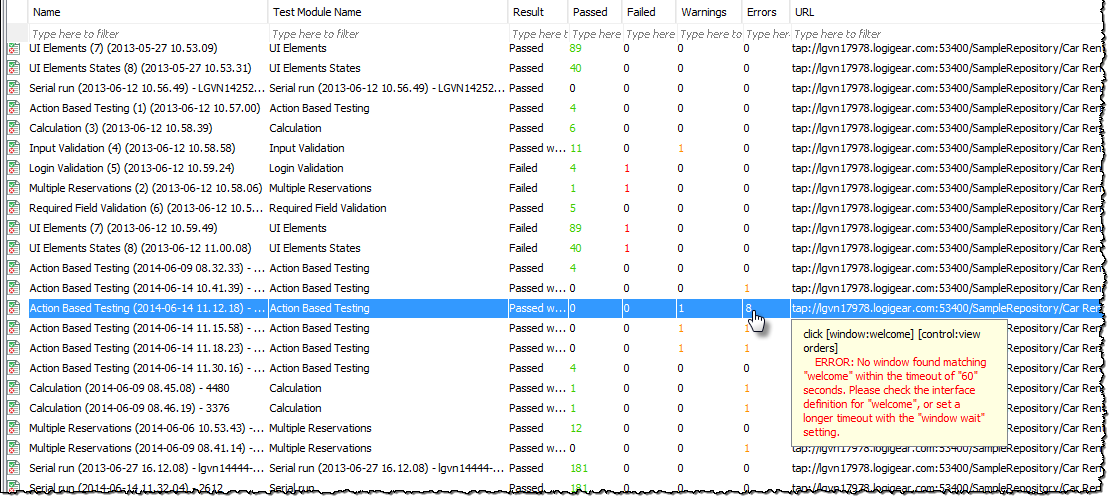 Name Test Module Name Result Passed Failed Warnings Errors URL
Type here to filter Type here to filter Type here t Type here Type here Type here to Type here Type here to filter
UI Elements (7) (2013-05-27 10.53.09) UI Elements Passed 89 0 0 0 tap://lgvn17978.logigear.com:53400/SampleRepository/Car Ren
UI Elements States (8) (2013-05-27 10.53.31) UI Elements States Passed 40 0 0 0 tap://lgvn17978.logigear.com:53400/SampleRepository/Car Ren
Serial run (2013-06-12 10.56.49) - LGVN14252... Serial run (2013-06-12 10.56.49) - LGVN14252... Passed 0 0 0 0 tap://lgvn17978.logigear.com:53400/SampleRepository/Car Ren
Action Based Testing (1) (2013-06-12 10.57.00) Action Based Testing Passed 4 0 0 0 tap://lgvn17978.logigear.com:53400/SampleRepository/Car Ren
Calculation (3) (2013-06-12 10.58.39) Calculation Passed 6 0 0 0 tap://lgvn17978.logigear.com:53400/SampleRepository/Car Ren
Input Validation (4) (2013-06-12 10.58.58) Input Validation Passed w... 11 0 1 0 tap://lgvn17978.logigear.com:53400/SampleRepository/Car Ren
Login Validation (5) (2013-06-12 10.59.24) Login Validation Failed 4 1 0 0 tap://lgvn17978.logigear.com:53400/SampleRepository/Car Ren
Multiple Reservations (2) (2013-06-12 10.58.06) Multiple Reservations Failed 1 1 0 0 tap://lgvn17978.logigear.com:53400/SampleRepository/Car Ren
Required Field Validation (6) (2013-06-12 10.5... Required Field Validation Passed 5 0 0 0 tap://lgvn17978.logigear.com:53400/SampleRepository/Car Ren
UI Elements (7) (2013-06-12 10.59.49) UI Elements Failed 89 1 0 0 tap://lgvn17978.logigear.com:53400/SampleRepository/Car Ren
UI Elements States (8) (2013-06-12 11.00.08) UI Elements States Failed 40 1 0 0 tap://lgvn17978.logigear.com:53400/SampleRepository/Car Ren
Action Based Testing (2014-06-09 08.32.33) - ... Action Based Testing Passed 4 0 0 0 tap://lgvn17978.logigear.com:53400/SampleRepository/Car Ren
Action Based Testing (2014-06-14 10.41.39) - ... Action Based Testing Passed w... 0 0 0 1 tap://lgvn17978.logigear.com:53400/SampleRepository/Car Ren
Action Based Testing (2014-06-14 11.12.18) - ... Action Based Testing Passed w... 0 0 1 8 tap://lgvn17978.logigear.com:53400/SampleRepository/Car Ren
Action Based Testing (2014-06-14 11.15.58) - ... Action Based Testing Passed w... 0 0 1 1 Repository/Car Ren
Action Based Testing (2014-06-14 11.18.23) - ... Action Based Testing Passed w... 0 0 1 1 Repository/Car Ren
Action Based Testing (2014-06-14 11.30.16) - ... Action Based Testing Passed 4 0 0 0 Repository/Car Ren
Calculation (2014-06-09 08.45.08) - 4480 Calculation Passed w... 1 0 0 1 Repository/Car Ren
Calculation (2014-06-09 08.46.19) - 3376 Calculation Passed w... 1 0 0 1 Repository/Car Ren
Multiple Reservations (2014-06-06 10.53.43) -... Multiple Reservations Passed 12 0 0 0 Repository/Car Ren
Multiple Reservations (2014-06-09 08.41.14) -... Multiple Reservations Passed w... 0 0 0 1 tap://lgvn17978.logigear.com:53400/SampleRepository/Car Ren
Serial run (2013-06-27 16.12.08) - lgvn14444-... Serial run (2013-06-27 16.12.08) - lgvn14444-... Passed 181 0 0 0 tap://lgvn17978.logigear.com:53400/SampleRepository/Car Ren
Serial run (2014-06-14 11.32.04) - 2612 Serial run Passed 181 0 0 0
click [window:welcome] [control:view
orders]
ERROR: No window found matching
"welcome" within the timeout of "60"
seconds. Please check the interface
definition for "welcome", or set a
longer timeout with the "window wait"
setting.